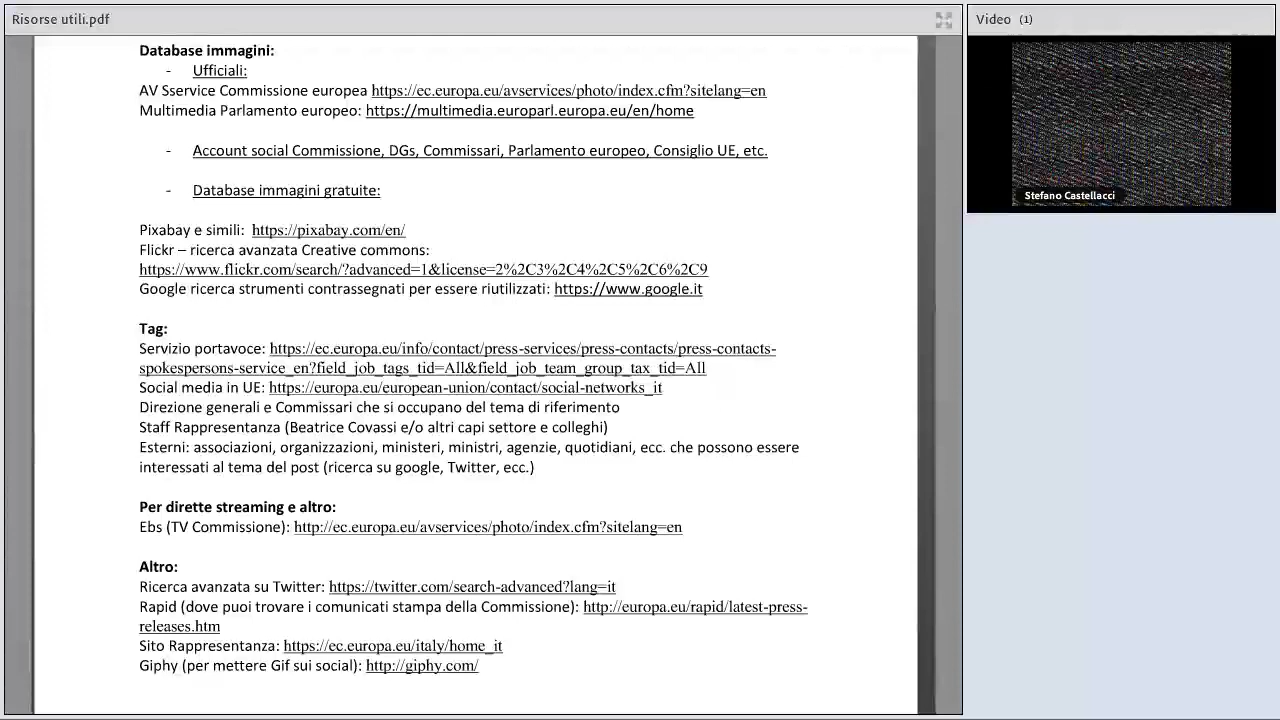 Risorse utili.pdf
Video (1)
Stefano Castellacci
Database immagini:
- Ufficiali:
AV Sservice Commissione europea https://ec.europa.eu/avservices/photo/index.cfm?sitelang=en
Multimedia Parlamento europeo: https://multimedia.europarl.europa.eu/en/home
- Account social Commissione, DGs, Commissari, Parlamento europeo, Consiglio UE, etc.
- Database immagini gratuite:
Pixabay e simili: https://pixabay.com/en/
Flickr – ricerca avanzata Creative commons:
https://www.flickr.com/search/?advanced=1&license=2%2C3%2C4%2C5%2C6%2C9
Google ricerca strumenti contrassegnati per essere riutilizzati: https://www.google.it
Tag:
Servizio portavoce: https://ec.europa.eu/info/contact/press-services/press-contacts/press-contacts-
spokespersons-service_en?field_job_tags_tid=All&field_job_team_group_tax_tid=All
Social media in UE: https://europa.eu/european-union/contact/social-networks_it
Direzione generali e Commissari che si occupano del tema di riferimento
Staff Rappresentanza (Beatrice Covassi e/o altri capi settore e colleghi)
Esterni: associazioni, organizzazioni, ministeri, ministri, agenzie, quotidiani, ecc. che possono essere
interessati al tema del post (ricerca su google, Twitter, ecc.)
Per dirette streaming e altro:
Ebs (TV Commissione): http://ec.europa.eu/avservices/photo/index.cfm?sitelang=en
Altro:
Ricerca avanzata su Twitter: https://twitter.com/search-advanced?lang=it
Rapid (dove puoi trovare i comunicati stampa della Commissione): http://europa.eu/rapid/latest-press-
releases.htm
Sito Rappresentanza: https://ec.europa.eu/italy/home_it
Giphy (per mettere Gif sui social): http://giphy.com/